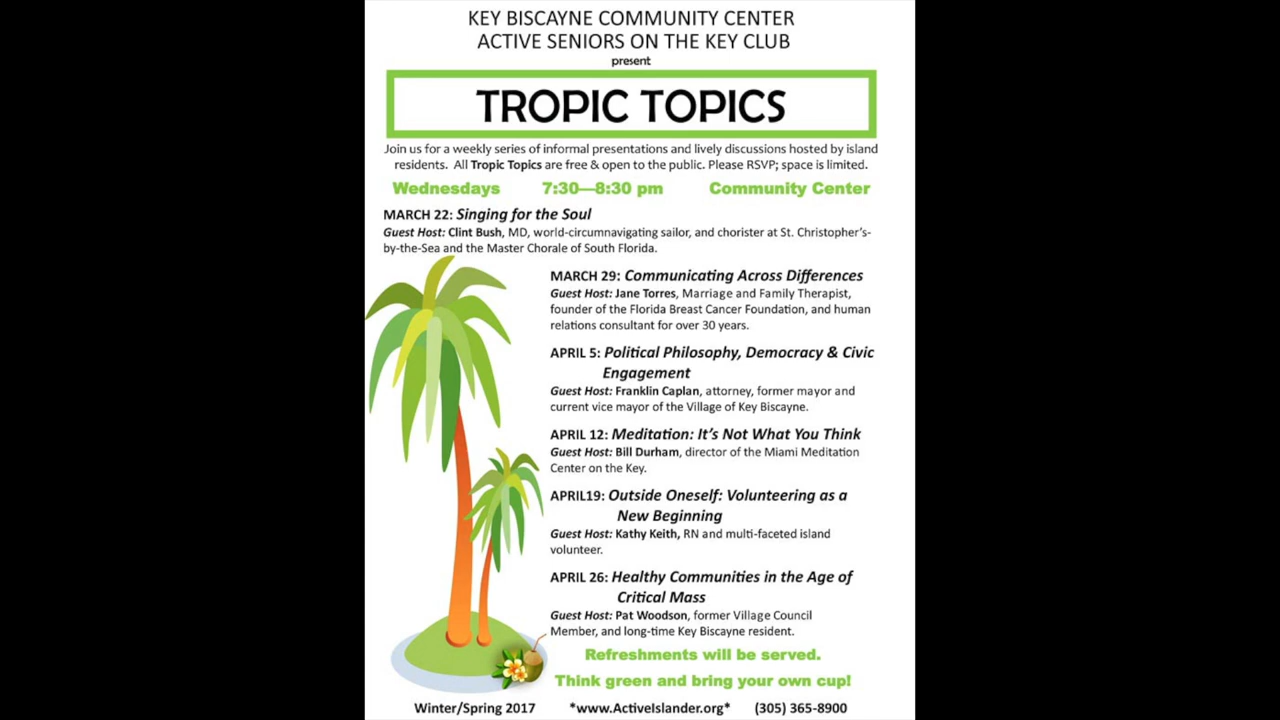 KEY BISCAYNE COMMUNITY CENTER
ACTIVE SENIORS ON THE KEY CLUB
present
TROPIC TOPICS
Join us for a weekly series of informal presentations and lively discussions hosted by island
residents. All Tropic Topics are free & open to the public. Please RSVP; space is limited.
Wednesdays 7:30—8:30 pm Community Center
MARCH 22: Singing for the Soul
Guest Host: Clint Bush, MD, world-circumnavigating sailor, and chorister at St. Christopher's-
by-the-Sea and the Master Chorale of South Florida.
MARCH 29: Communicating Across Differences
Guest Host: Jane Torres, Marriage and Family Therapist,
founder of the Florida Breast Cancer Foundation, and human
relations consultant for over 30 years.
APRIL 5: Political Philosophy, Democracy & Civic
Engagement
Guest Host: Franklin Caplan, attorney, former mayor and
current vice mayor of the Village of Key Biscayne.
APRIL 12: Meditation: It's Not What You Think
Guest Host: Bill Durham, director of the Miami Meditation
Center on the Key.
APRIL19: Outside Oneself: Volunteering as a
New Beginning
Guest Host: Kathy Keith, RN and multi-faceted island
volunteer.
APRIL 26: Healthy Communities in the Age of
Critical Mass
Guest Host: Pat Woodson, former Village Council
Member, and long-time Key Biscayne resident.
Refreshments will be served.
Think green and bring your own cup!
Winter/Spring 2017 *www.ActiveIslander.org* (305) 365-8900